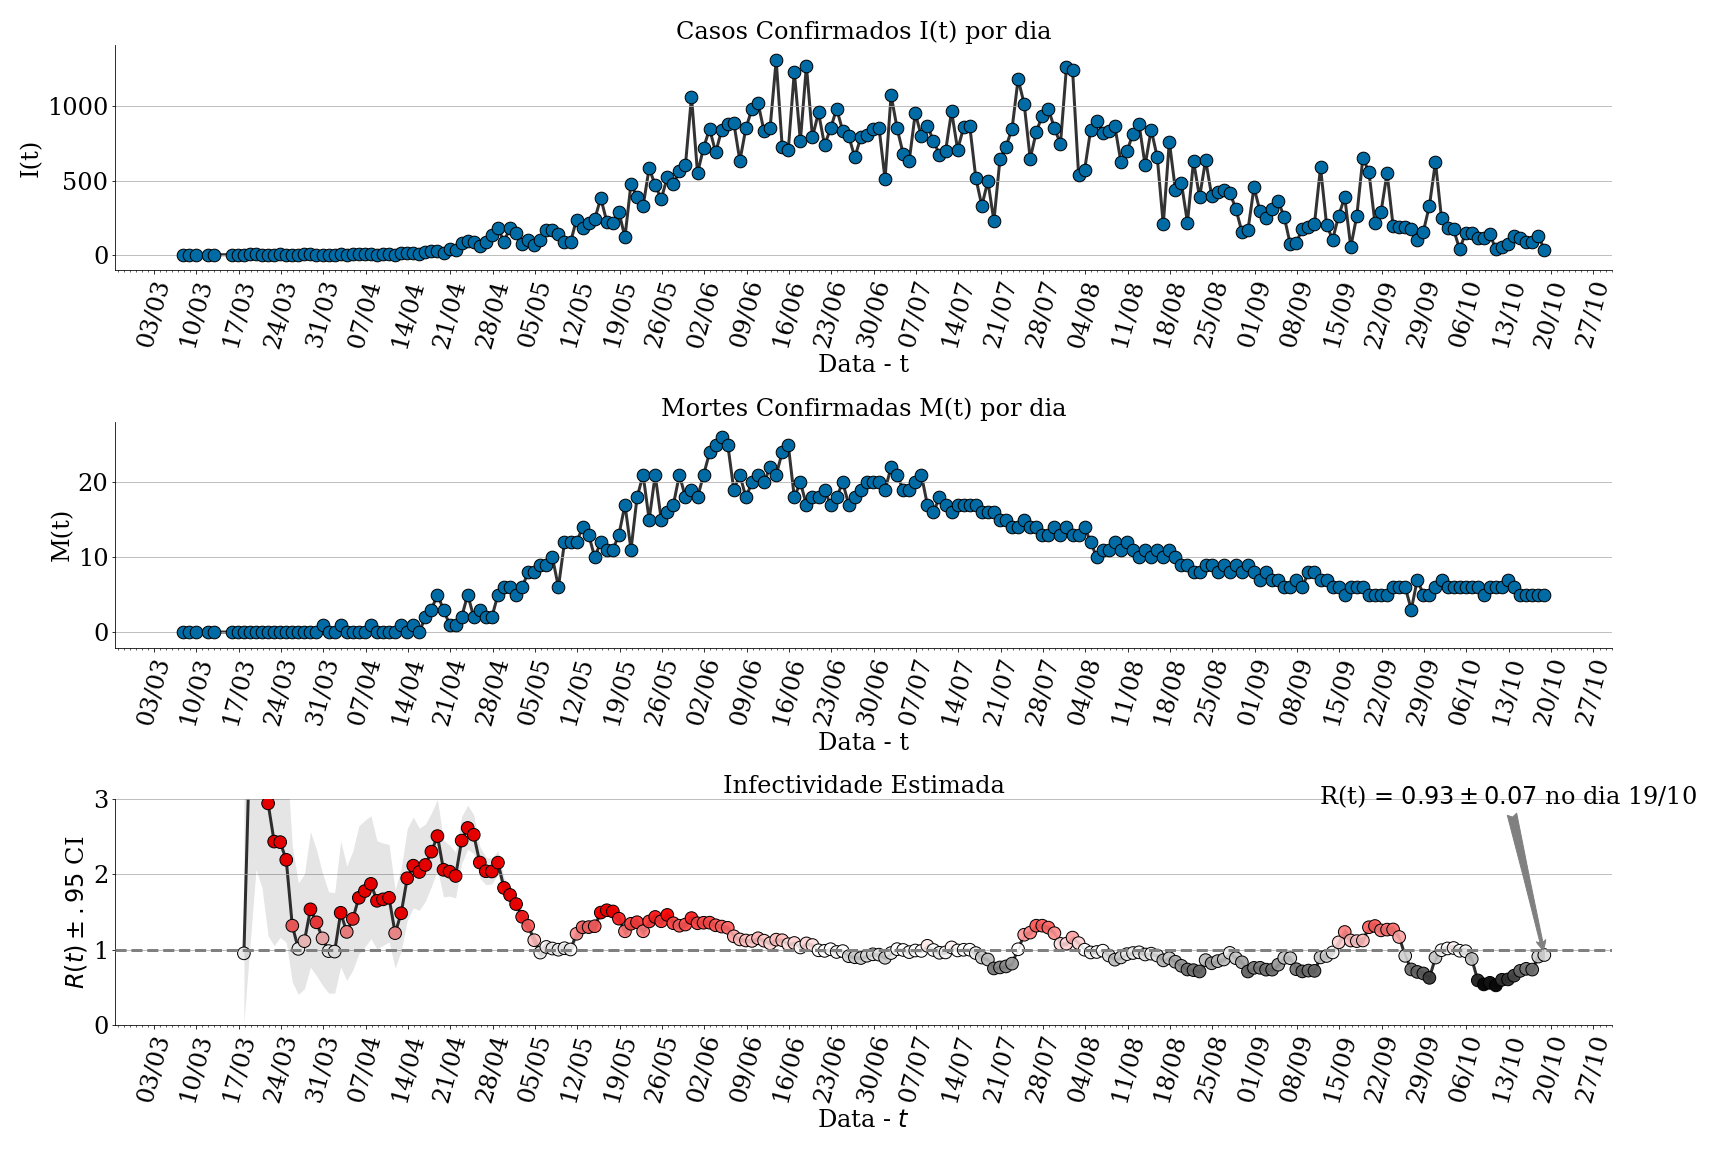 Casos Confirmados I(t) por dia
I(t)
1000
500
0
03/03 10/03 17/03 24/03 31/03 07/04 14/04 21/04 28/04 05/05 12/05 19/05 26/05 02/06 09/06 16/06 23/06 30/06 07/07 14/07 21/07 28/07 04/08 11/08 18/08 25/08 01/09 08/09 15/09 22/09 29/09 06/10 13/10 20/10 27/10
Data - t
Mortes Confirmadas M(t) por dia
M(t)
20
10
0
03/03 10/03 17/03 24/03 31/03 07/04 14/04 21/04 28/04 05/05 12/05 19/05 26/05 02/06 09/06 16/06 23/06 30/06 07/07 14/07 21/07 28/07 04/08 11/08 18/08 25/08 01/09 08/09 15/09 22/09 29/09 06/10 13/10 20/10 27/10
Data - t
Infectividade Estimada
R(t) = 0.93 ± 0.07 no dia 19/10
R(t) ± .95 CI
3
2
1
0
03/03 10/03 17/03 24/03 31/03 07/04 14/04 21/04 28/04 05/05 12/05 19/05 26/05 02/06 09/06 16/06 23/06 30/06 07/07 14/07 21/07 28/07 04/08 11/08 18/08 25/08 01/09 08/09 15/09 22/09 29/09 06/10 13/10 20/10 27/10
Data - t